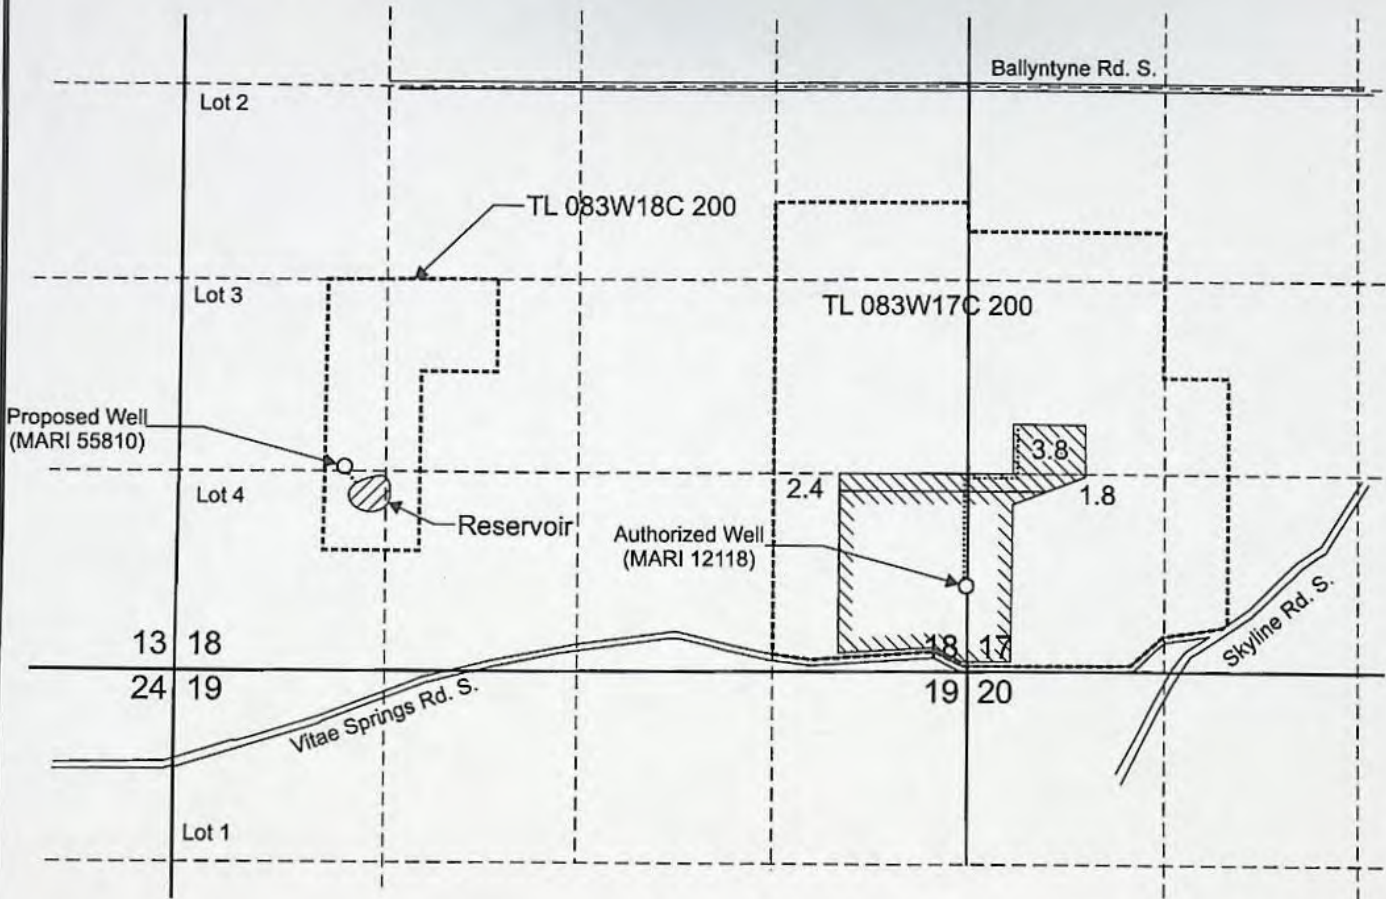 Ballyntyne Rd. S.
Lot 2
TL 083W18C 200
Lot 3
TL 083W17C 200
Proposed Well
(MARI 55810)
3.8
Lot 4
2.4
1.8
Reservoir
Authorized Well
(MARI 12118)
13 18
18 17
Skyline Rd. S.
24 19
19 20
Vitae Springs Rd. S.
Lot 1